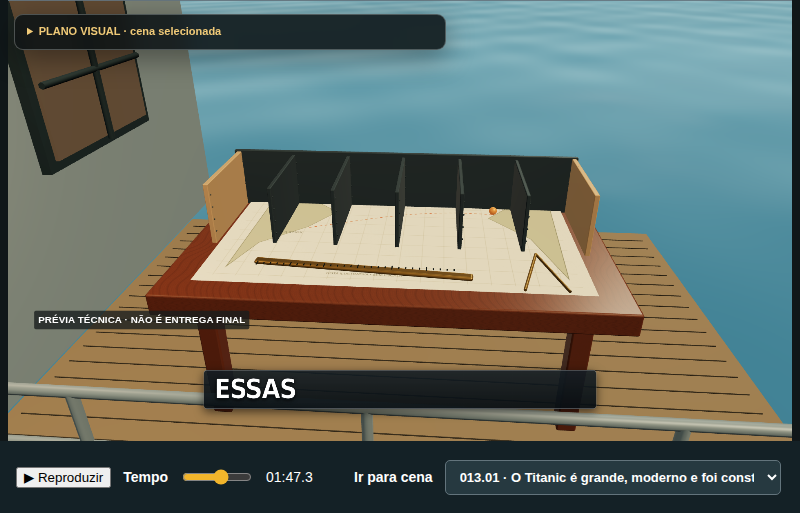 ▶ PLANO VISUAL · cena selecionada
PRÉVIA TÉCNICA · NÃO É ENTREGA FINAL
ESSAS
▶ Reproduzir
Tempo
01:47.3
Ir para cena
013.01 · O Titanic é grande, moderno e foi const